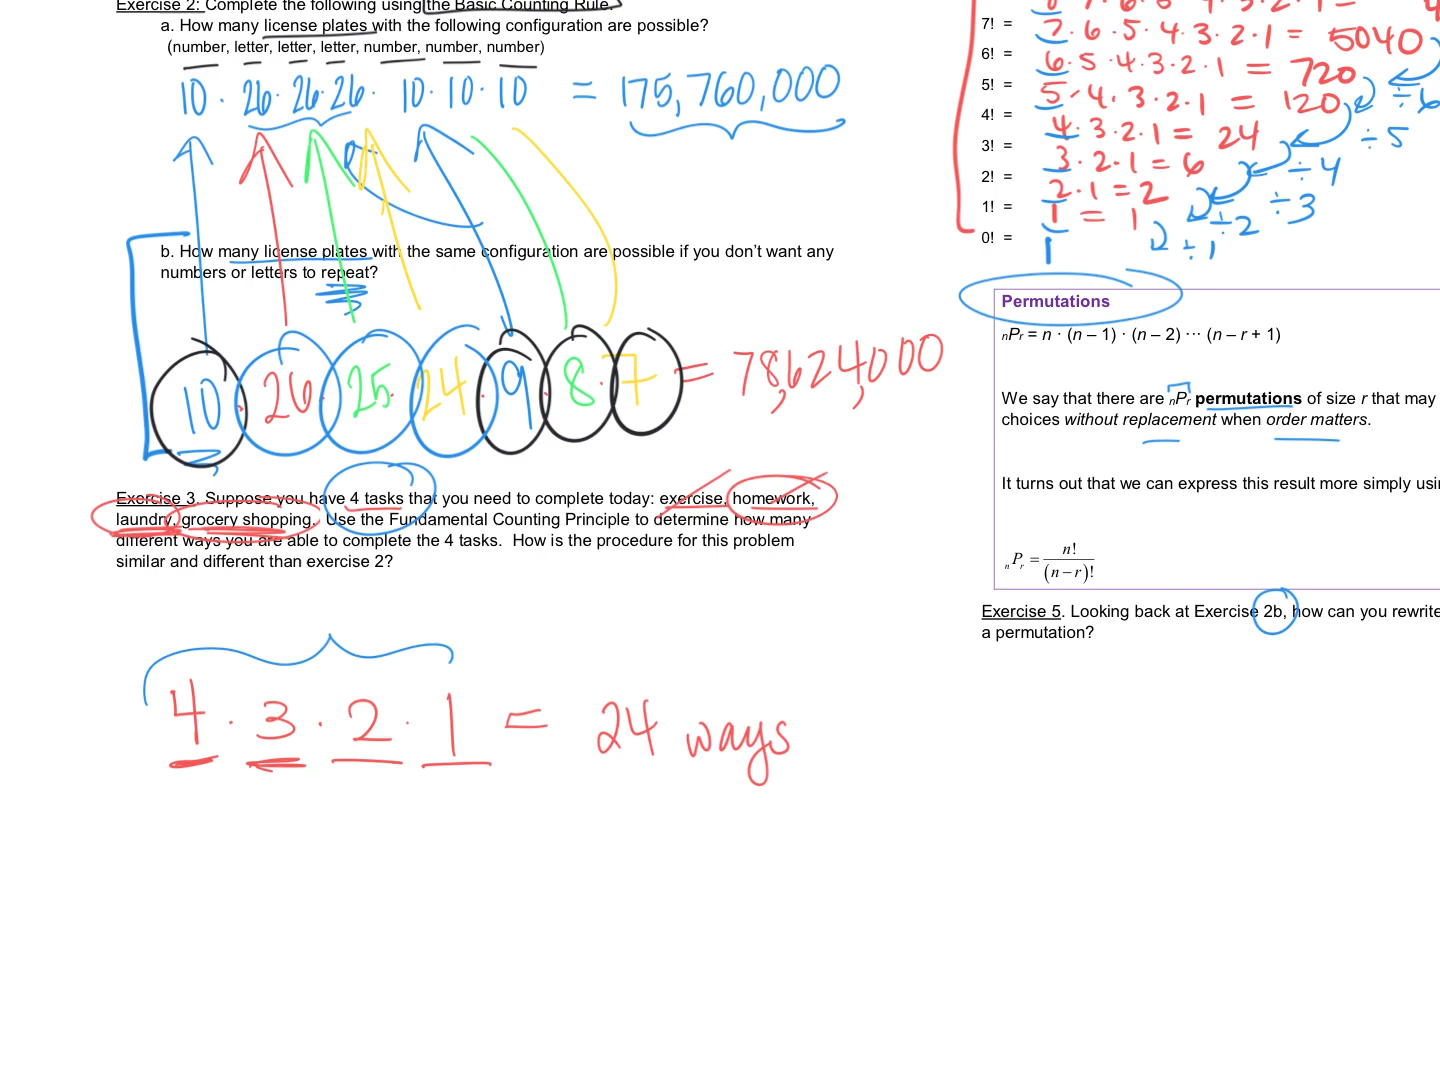 Exercise 2: Complete the following using the Basic Counting Rule.
a. How many license plates with the following configuration are possible?
(number, letter, letter, letter, number, number, number)
10 · 26 · 26 · 26 · 10 · 10 · 10 = 175,760,000
b. How many license plates with the same configuration are possible if you don't want any
numbers or letters to repeat?
10 · 26 · 25 · 24 · 9 · 8 · 7 = 78,624,000
Exercise 3. Suppose you have 4 tasks that you need to complete today: exercise, homework,
laundry, grocery shopping. Use the Fundamental Counting Principle to determine how many
different ways you are able to complete the 4 tasks. How is the procedure for this problem
similar and different than exercise 2?
4 · 3 · 2 · 1 = 24 ways
7! = 7 · 6 · 5 · 4 · 3 · 2 · 1 = 5040
6! = 6 · 5 · 4 · 3 · 2 · 1 = 720
5! = 5 · 4 · 3 · 2 · 1 = 120 ÷ 6
4! = 4 · 3 · 2 · 1 = 24 ÷ 5
3! = 3 · 2 · 1 = 6 ÷ 4
2! = 2 · 1 = 2 ÷ 3
1! = 1 = 1 ÷ 2
0! = 1 ÷ 1
Permutations
nPr = n · (n – 1) · (n – 2) ··· (n – r + 1)
We say that there are nPr permutations of size r that may
choices without replacement when order matters.
It turns out that we can express this result more simply usin
nPr = n! / (n – r)!
Exercise 5. Looking back at Exercise 2b, how can you rewrite
a permutation?